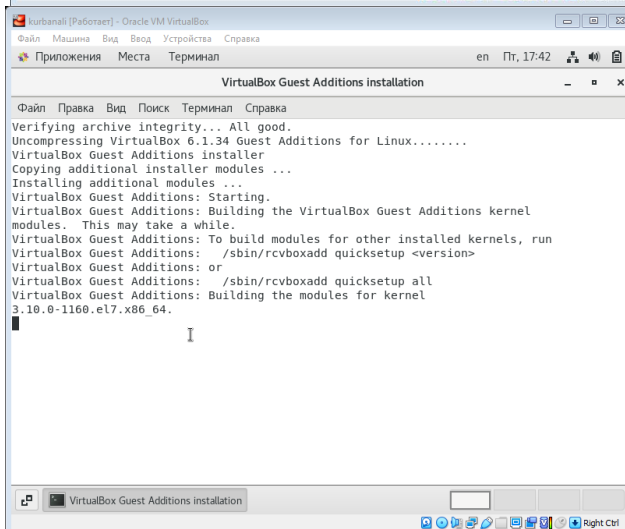 kurbanali [Работает] - Oracle VM VirtualBox
Файл Машина Вид Ввод Устройства Справка
Приложения Места Терминал en Пт, 17:42
VirtualBox Guest Additions installation
Файл Правка Вид Поиск Терминал Справка
Verifying archive integrity... All good.
Uncompressing VirtualBox 6.1.34 Guest Additions for Linux........
VirtualBox Guest Additions installer
Copying additional installer modules ...
Installing additional modules ...
VirtualBox Guest Additions: Starting.
VirtualBox Guest Additions: Building the VirtualBox Guest Additions kernel
modules.  This may take a while.
VirtualBox Guest Additions: To build modules for other installed kernels, run
VirtualBox Guest Additions:   /sbin/rcvboxadd quicksetup <version>
VirtualBox Guest Additions: or
VirtualBox Guest Additions:   /sbin/rcvboxadd quicksetup all
VirtualBox Guest Additions: Building the modules for kernel
3.10.0-1160.el7.x86_64.
VirtualBox Guest Additions installation
Right Ctrl